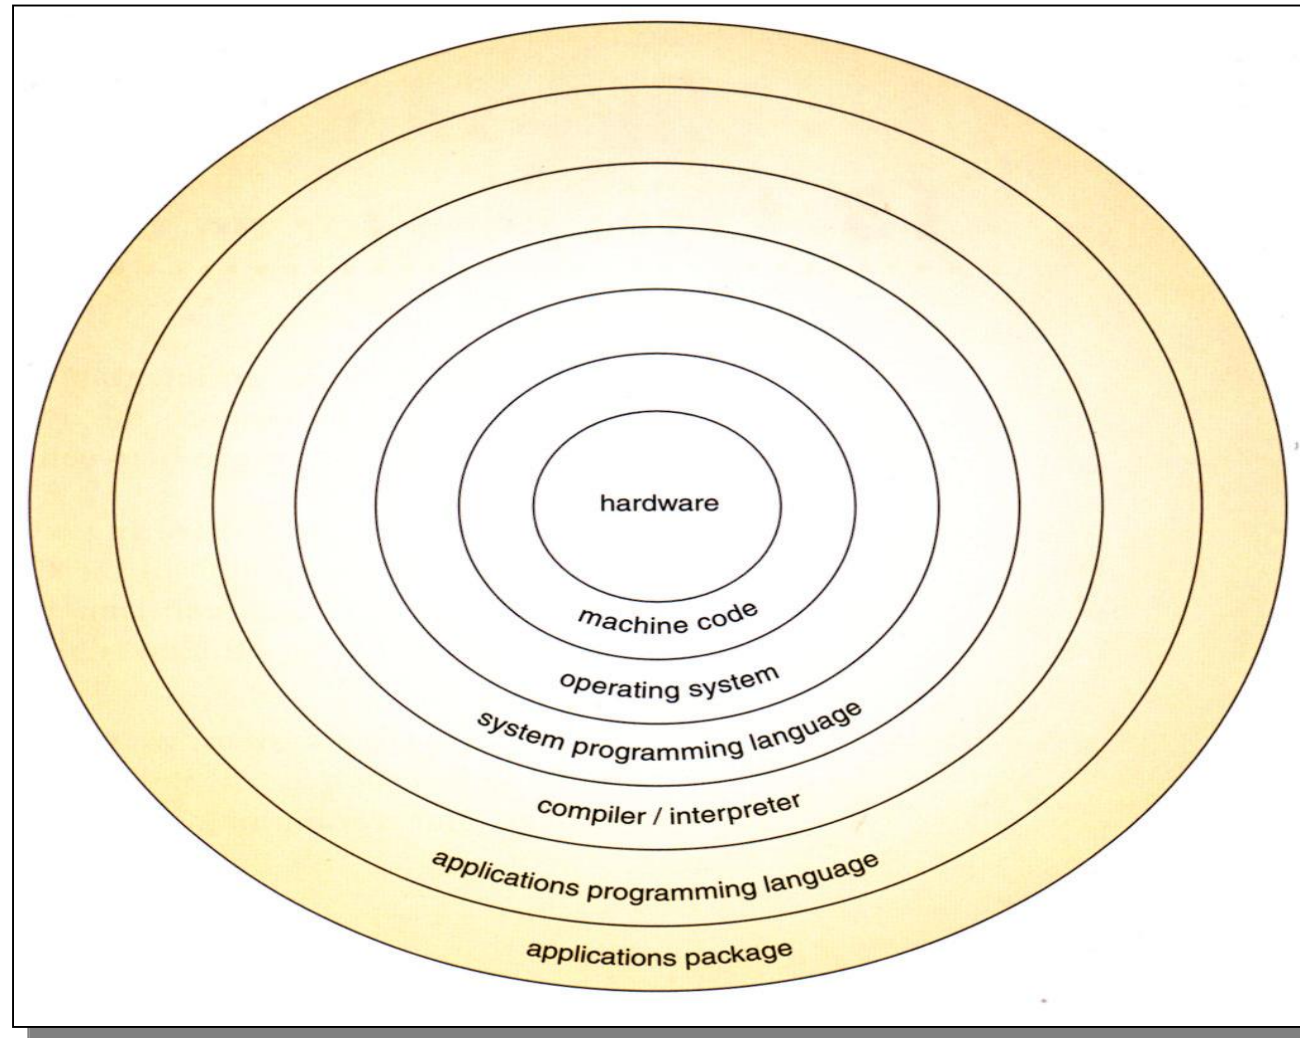 hardware
machine code
operating system
system programming language
compiler / interpreter
applications programming language
applications package